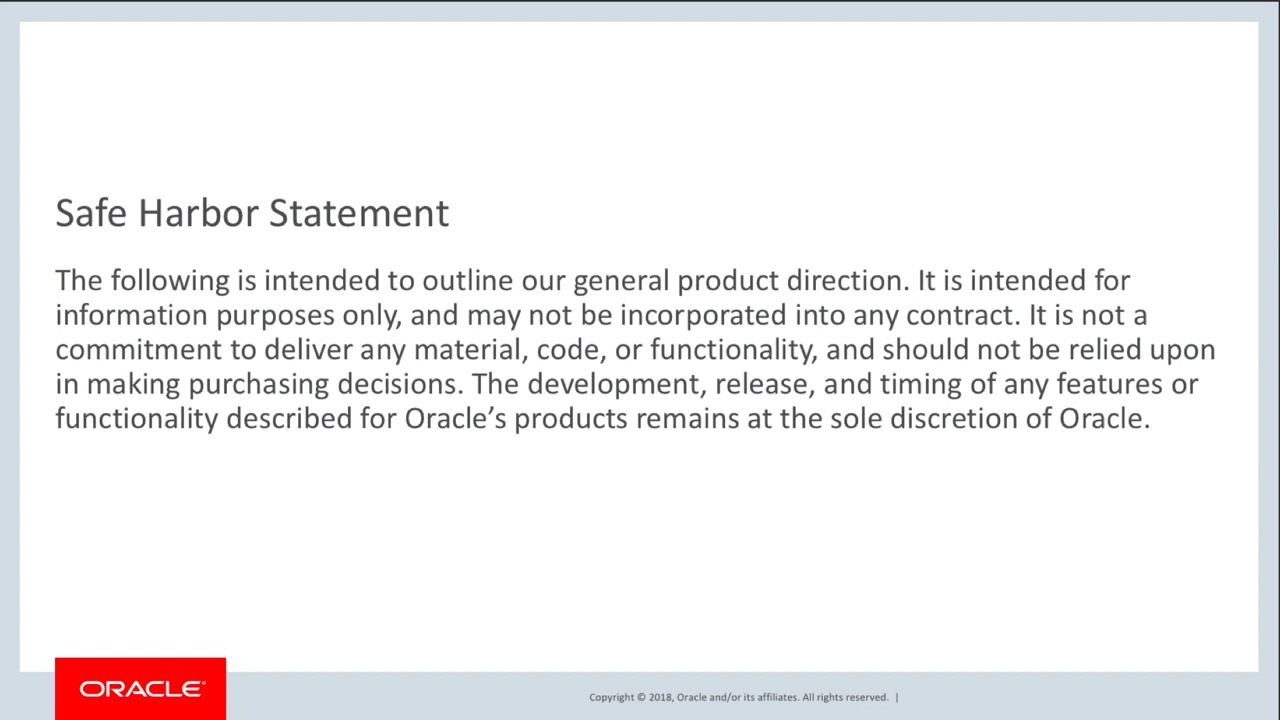 Safe Harbor Statement
The following is intended to outline our general product direction. It is intended for
information purposes only, and may not be incorporated into any contract. It is not a
commitment to deliver any material, code, or functionality, and should not be relied upon
in making purchasing decisions. The development, release, and timing of any features or
functionality described for Oracle’s products remains at the sole discretion of Oracle.
ORACLE®
Copyright © 2018, Oracle and/or its affiliates. All rights reserved. |